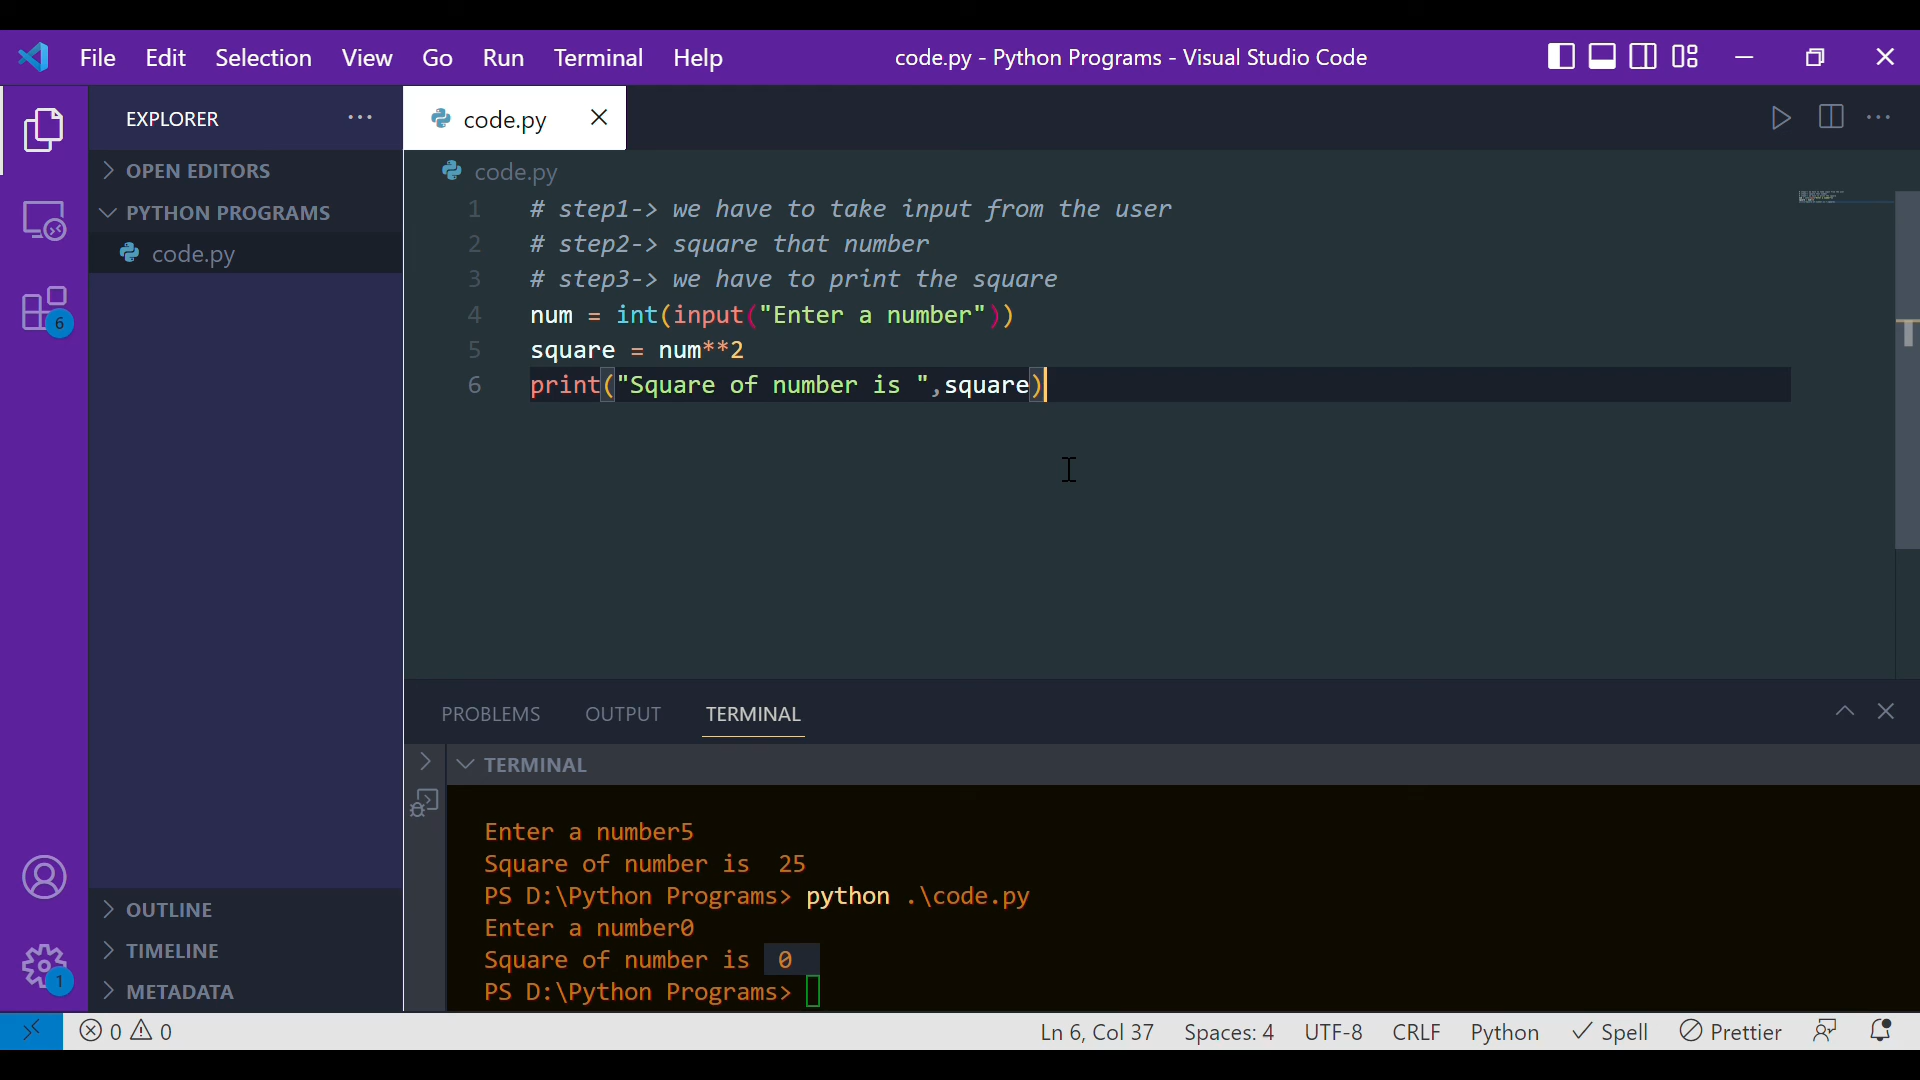 File Edit Selection View Go Run Terminal Help code.py - Python Programs - Visual Studio Code
EXPLORER ···
code.py
OPEN EDITORS
PYTHON PROGRAMS
code.py
6
OUTLINE
TIMELINE
METADATA
1
code.py
1 # step1-> we have to take input from the user
2 # step2-> square that number
3 # step3-> we have to print the square
4 num = int(input("Enter a number"))
5 square = num**2
6 print("Square of number is ",square)
PROBLEMS OUTPUT TERMINAL
TERMINAL
Enter a number5
Square of number is  25
PS D:\Python Programs> python .\code.py
Enter a number0
Square of number is  0
PS D:\Python Programs>
0 0 Ln 6, Col 37 Spaces: 4 UTF-8 CRLF Python Spell Prettier